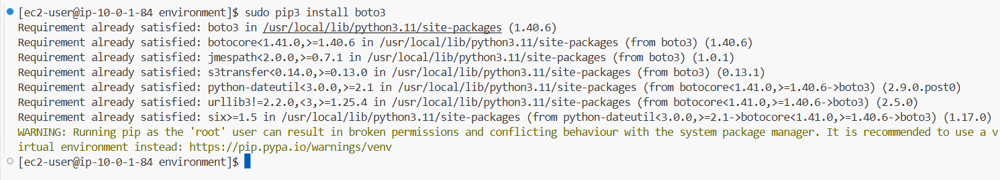 [ec2-user@ip-10-0-1-84 environment]$ sudo pip3 install boto3
Requirement already satisfied: boto3 in /usr/local/lib/python3.11/site-packages (1.40.6)
Requirement already satisfied: botocore<1.41.0,>=1.40.6 in /usr/local/lib/python3.11/site-packages (from boto3) (1.40.6)
Requirement already satisfied: jmespath<2.0.0,>=0.7.1 in /usr/local/lib/python3.11/site-packages (from boto3) (1.0.1)
Requirement already satisfied: s3transfer<0.14.0,>=0.13.0 in /usr/local/lib/python3.11/site-packages (from boto3) (0.13.1)
Requirement already satisfied: python-dateutil<3.0.0,>=2.1 in /usr/local/lib/python3.11/site-packages (from botocore<1.41.0,>=1.40.6->boto3) (2.9.0.post0)
Requirement already satisfied: urllib3!=2.2.0,<3,>=1.25.4 in /usr/local/lib/python3.11/site-packages (from botocore<1.41.0,>=1.40.6->boto3) (2.5.0)
Requirement already satisfied: six>=1.5 in /usr/local/lib/python3.11/site-packages (from python-dateutil<3.0.0,>=2.1->botocore<1.41.0,>=1.40.6->boto3) (1.17.0)
WARNING: Running pip as the 'root' user can result in broken permissions and conflicting behaviour with the system package manager. It is recommended to use a v
irtual environment instead: https://pip.pypa.io/warnings/venv
[ec2-user@ip-10-0-1-84 environment]$